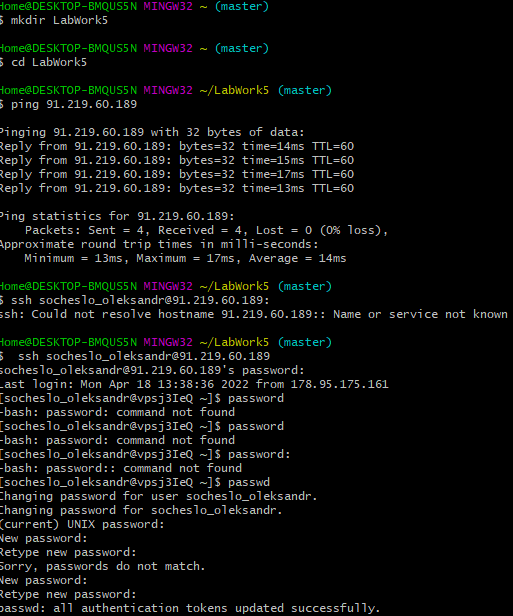 Home@DESKTOP-BMQUS5N MINGW32 ~ (master)
$ mkdir LabWork5
Home@DESKTOP-BMQUS5N MINGW32 ~ (master)
$ cd LabWork5
Home@DESKTOP-BMQUS5N MINGW32 ~/LabWork5 (master)
$ ping 91.219.60.189
Pinging 91.219.60.189 with 32 bytes of data:
Reply from 91.219.60.189: bytes=32 time=14ms TTL=60
Reply from 91.219.60.189: bytes=32 time=15ms TTL=60
Reply from 91.219.60.189: bytes=32 time=17ms TTL=60
Reply from 91.219.60.189: bytes=32 time=13ms TTL=60
Ping statistics for 91.219.60.189:
    Packets: Sent = 4, Received = 4, Lost = 0 (0% loss),
Approximate round trip times in milli-seconds:
    Minimum = 13ms, Maximum = 17ms, Average = 14ms
Home@DESKTOP-BMQUS5N MINGW32 ~/LabWork5 (master)
$ ssh socheslo_oleksandr@91.219.60.189:
ssh: Could not resolve hostname 91.219.60.189:: Name or service not known
Home@DESKTOP-BMQUS5N MINGW32 ~/LabWork5 (master)
$  ssh socheslo_oleksandr@91.219.60.189
socheslo_oleksandr@91.219.60.189's password:
Last login: Mon Apr 18 13:38:36 2022 from 178.95.175.161
[socheslo_oleksandr@vpsj3IeQ ~]$ password
-bash: password: command not found
[socheslo_oleksandr@vpsj3IeQ ~]$ password
-bash: password: command not found
[socheslo_oleksandr@vpsj3IeQ ~]$ password:
-bash: password:: command not found
[socheslo_oleksandr@vpsj3IeQ ~]$ passwd
Changing password for user socheslo_oleksandr.
Changing password for socheslo_oleksandr.
(current) UNIX password:
New password:
Retype new password:
Sorry, passwords do not match.
New password:
Retype new password:
passwd: all authentication tokens updated successfully.